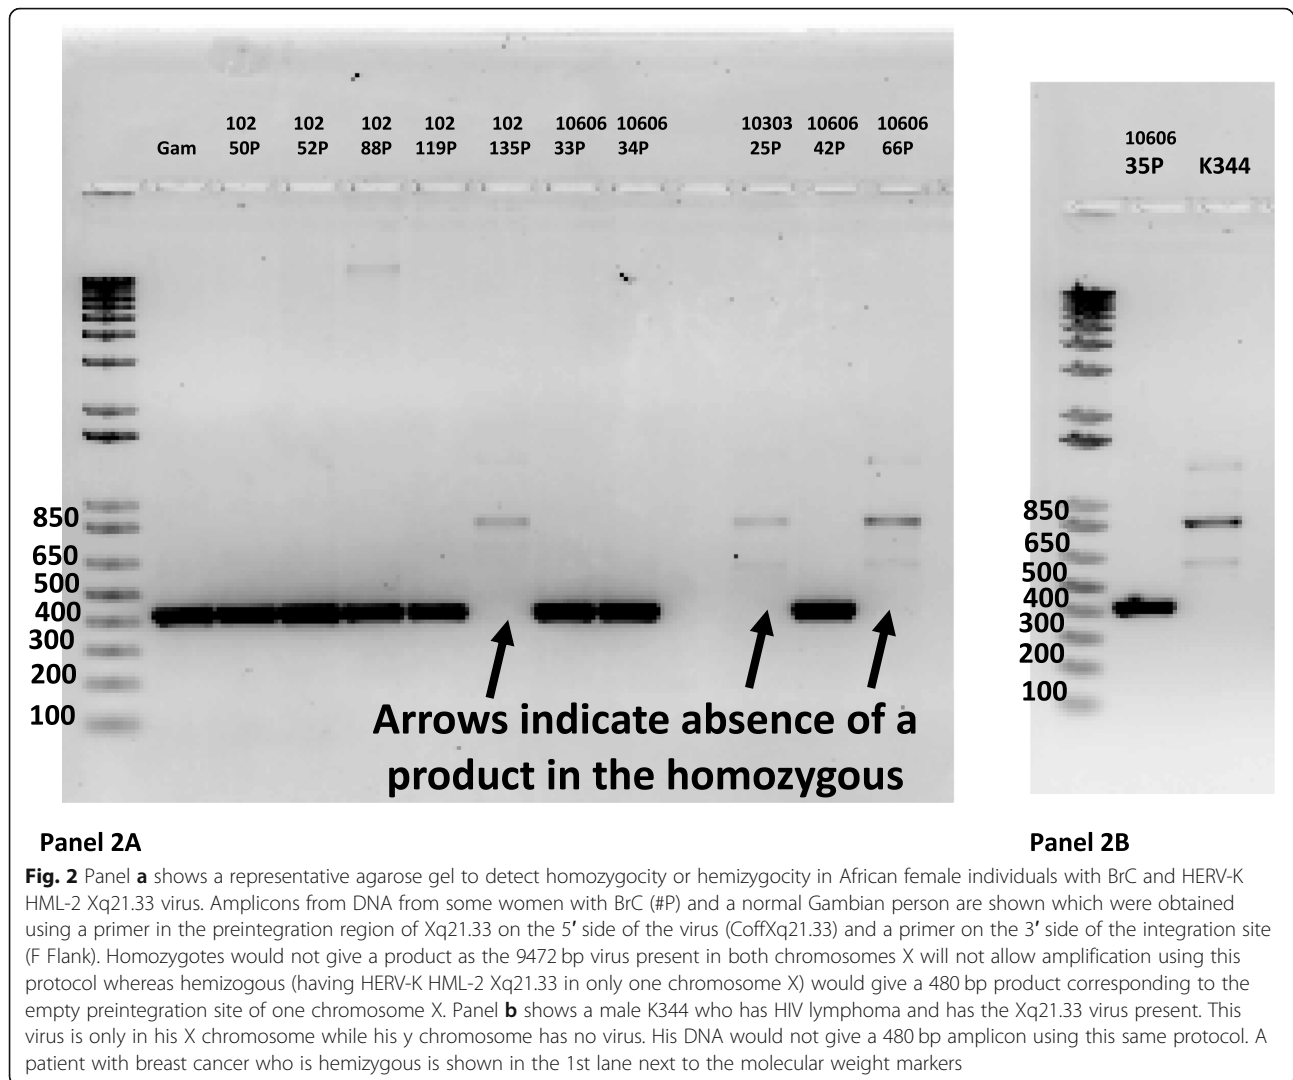 102 102 102 102 102 10606 10606 10303 10606 10606
Gam 50P 52P 88P 119P 135P 33P 34P 25P 42P 66P
850
650
500
400
300
200
100
Arrows indicate absence of a
product in the homozygous
Panel 2A
10606
35P K344
850
650
500
400
300
200
100
Panel 2B
Fig. 2 Panel a shows a representative agarose gel to detect homozygocity or hemizygocity in African female individuals with BrC and HERV-K
HML-2 Xq21.33 virus. Amplicons from DNA from some women with BrC (#P) and a normal Gambian person are shown which were obtained
using a primer in the preintegration region of Xq21.33 on the 5′ side of the virus (CoffXq21.33) and a primer on the 3′ side of the integration site
(F Flank). Homozygotes would not give a product as the 9472 bp virus present in both chromosomes X will not allow amplification using this
protocol whereas hemizogous (having HERV-K HML-2 Xq21.33 in only one chromosome X) would give a 480 bp product corresponding to the
empty preintegration site of one chromosome X. Panel b shows a male K344 who has HIV lymphoma and has the Xq21.33 virus present. This
virus is only in his X chromosome while his y chromosome has no virus. His DNA would not give a 480 bp amplicon using this same protocol. A
patient with breast cancer who is hemizygous is shown in the 1st lane next to the molecular weight markers